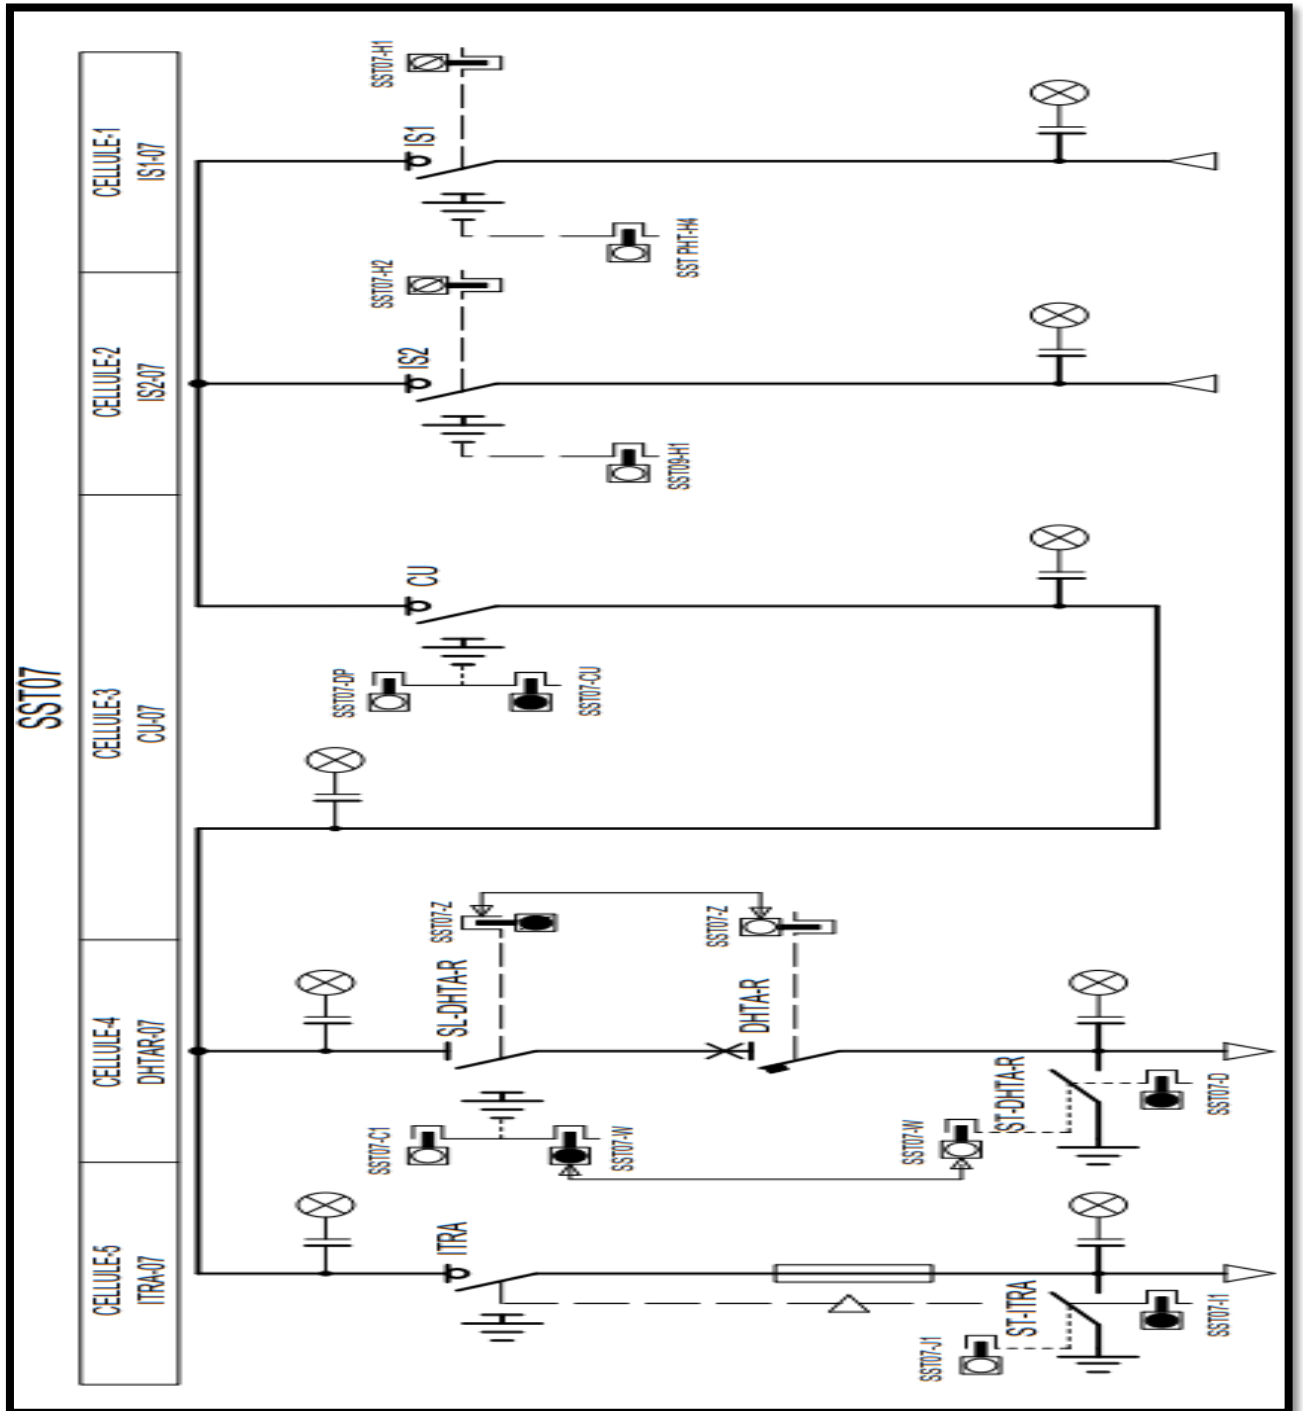 SST07
CELLULE-5
ITRA-07
CELLULE-4
DHTAR-07
CELLULE-3
CU-07
CELLULE-2
IS2-07
CELLULE-1
IS1-07
SST07-H1
IS1
SST PHT-H4
SST07-H2
IS2
SST09-H1
CU
SST07-DP
SST07-CU
SST07-Z
SL-DHTA-R
SST07-Z
DHTA-R
SST07-C1
SST07-W
SST07-W
ST-DHTA-R
SST07-D
ITRA
ST-ITRA
SST07-J1
SST07-I1